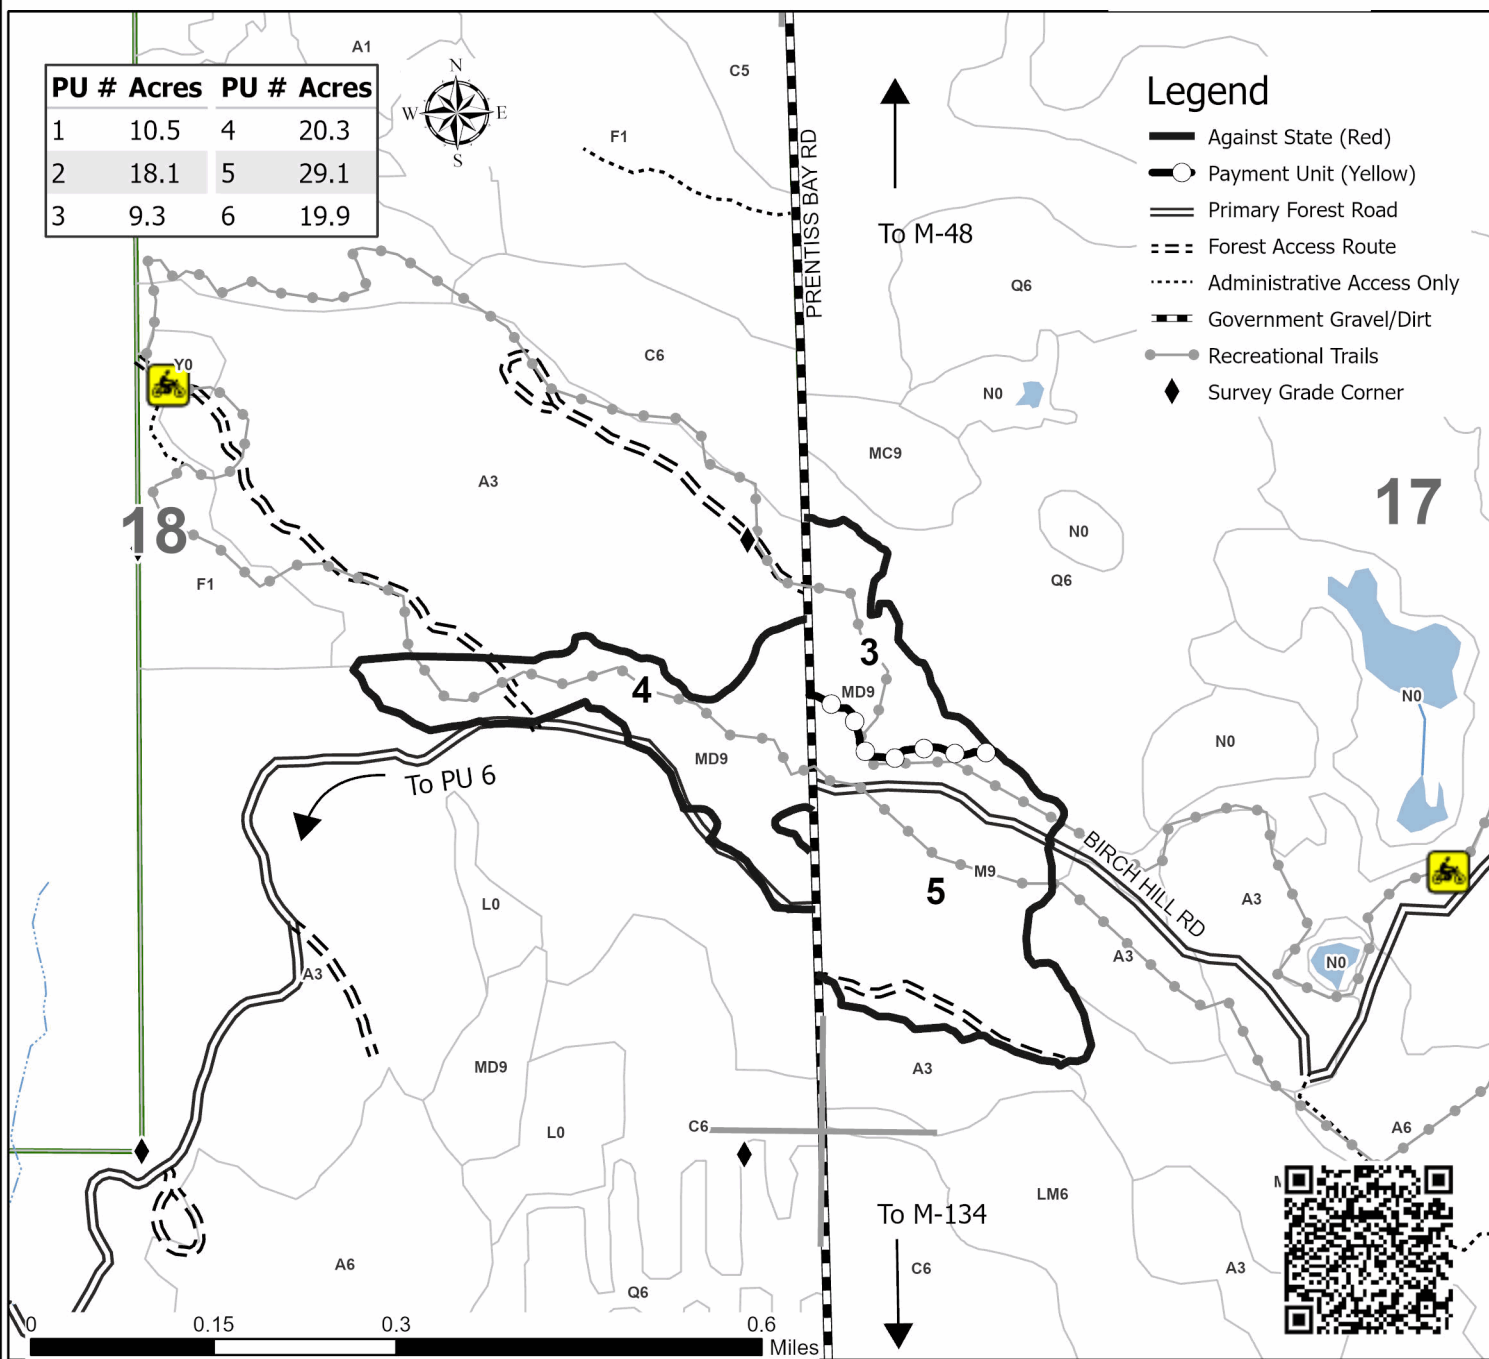 PU # Acres PU # Acres
1 10.5 4 20.3
2 18.1 5 29.1
3 9.3 6 19.9
N
W E
S
A1
C5
F1
PRENTISS BAY RD
To M-48
Legend
Against State (Red)
Payment Unit (Yellow)
Primary Forest Road
Forest Access Route
Administrative Access Only
Government Gravel/Dirt
Recreational Trails
Survey Grade Corner
Q6
Y0
C6
N0
MC9
A3
17
18
N0
Q6
F1
3
4
MD9
N0
N0
MD9
To PU 6
BIRCH HILL RD
M9
5
A3
L0
A3
N0
A3
MD9
A3
C6
L0
A6
LM6
To M-134
A6
C6
A3
Q6
0 0.15 0.3 0.6
Miles